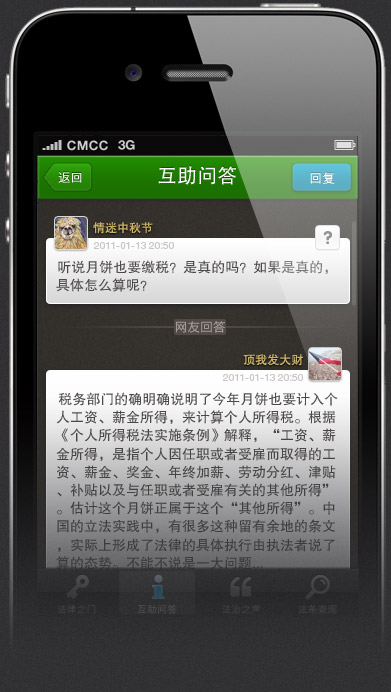 CMCC 3G
返回
互助问答
回复
情迷中秋节
2011-01-13 20:50
?
听说月饼也要缴税？是真的吗？如果是真的，
具体怎么算呢？
网友回答
顶我发大财
2011-01-13 20:50
税务部门的确明确说明了今年月饼也要计入个
人工资、薪金所得，来计算个人所得税。根据
《个人所得税法实施条例》解释，“工资、薪
金所得，是指个人因任职或者受雇而取得的工
资、薪金、奖金、年终加薪、劳动分红、津贴
、补贴以及与任职或者受雇有关的其他所得”
。估计这个月饼正属于这个“其他所得”。中
国的立法实践中，有很多这种留有余地的条文
，实际上形成了法律的具体执行由执法者说了
算的态势。不能不说是一大问题...
法律之门
互助问答
法治之声
法条查阅